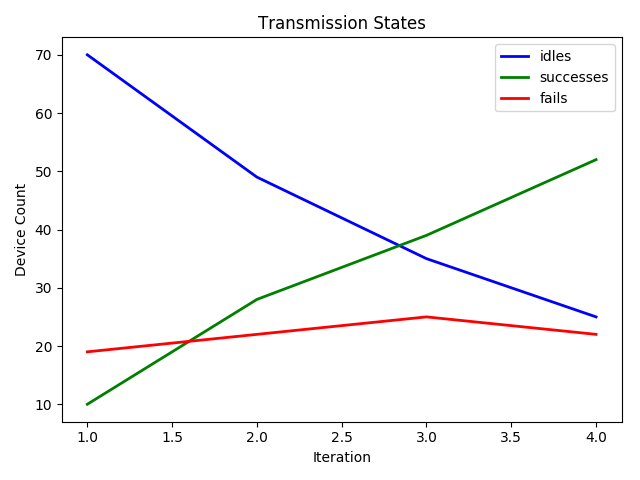 Transmission States
idles
successes
fails
70
60
50
40
30
20
10
Device Count
1.0 1.5 2.0 2.5 3.0 3.5 4.0
Iteration